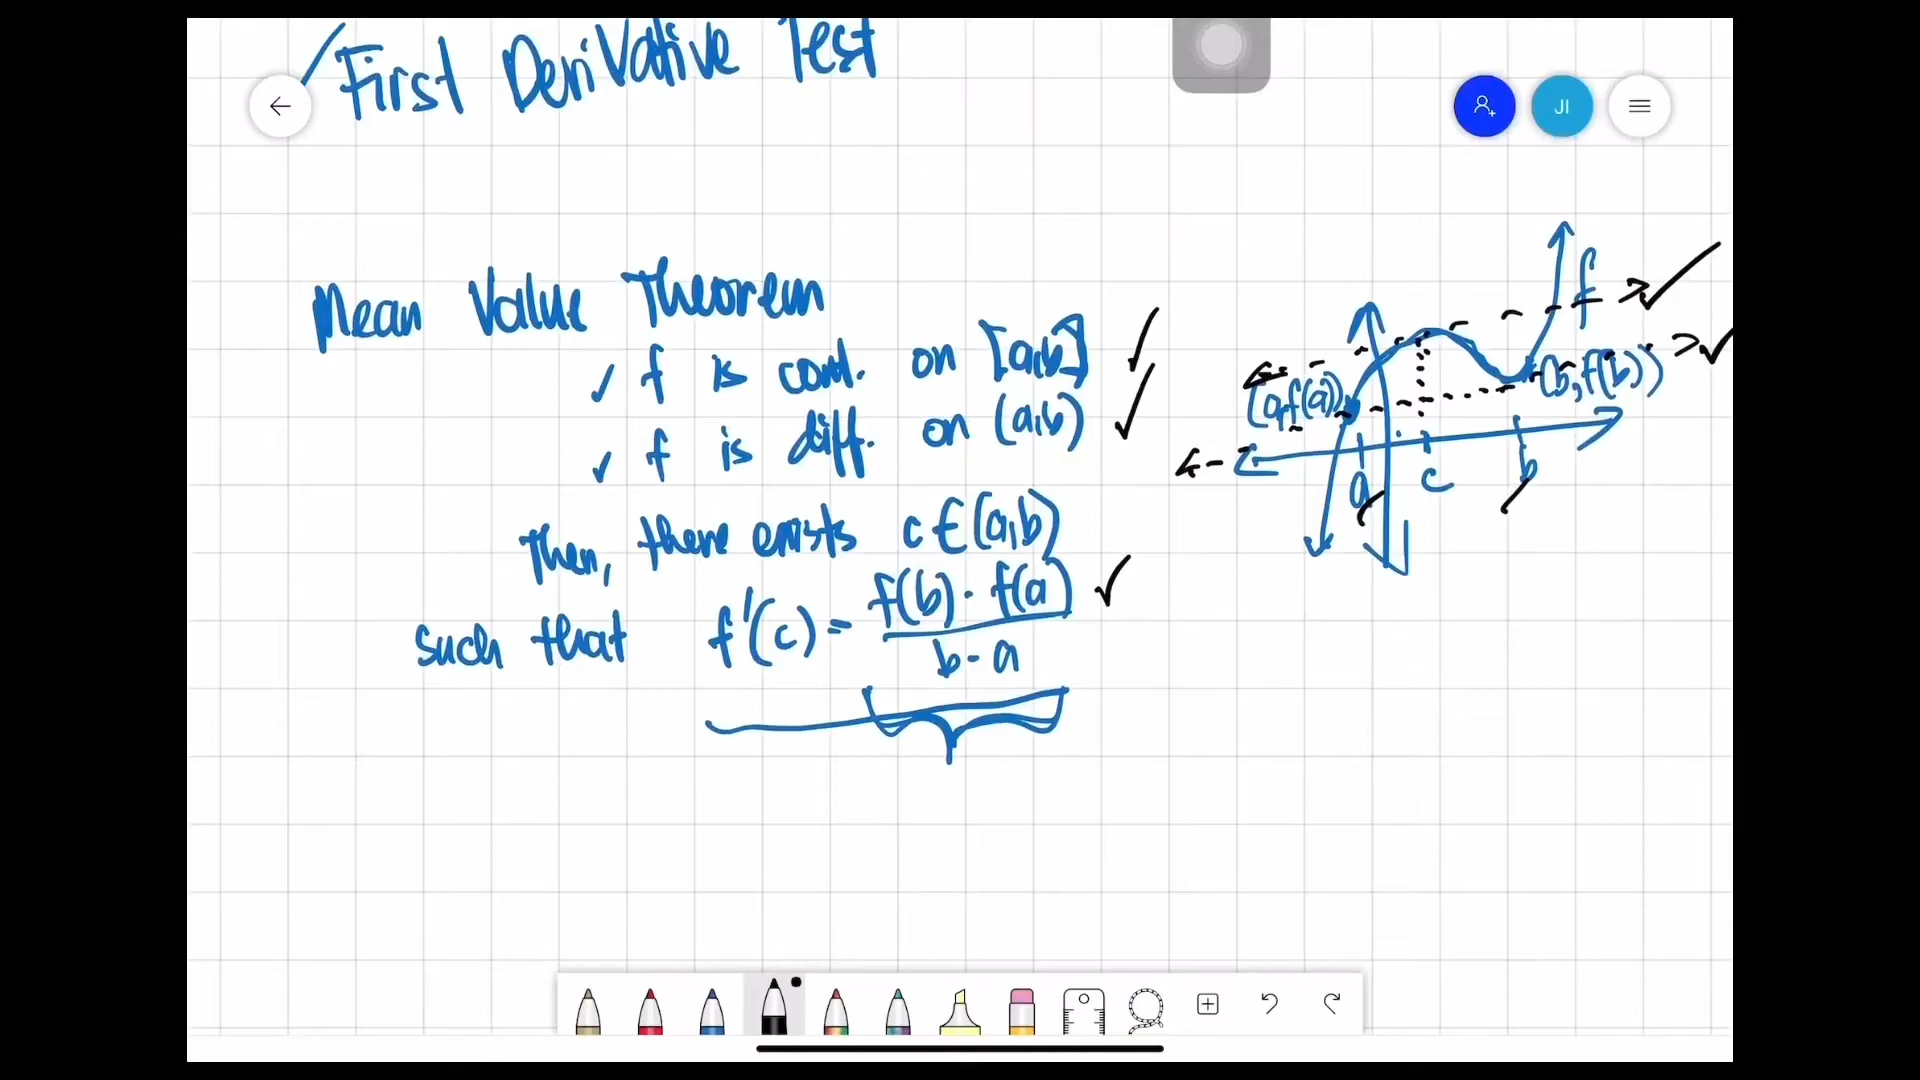 First Derivative Test
JI
Mean Value Theorem
✓ f is cont. on [a,b] ✓
✓ f is diff. on (a,b) ✓
Then, there exists c ∈ (a,b)
such that f'(c) = f(b) - f(a) / b - a ✓
f
(a, f(a))
(b, f(b))
a c b